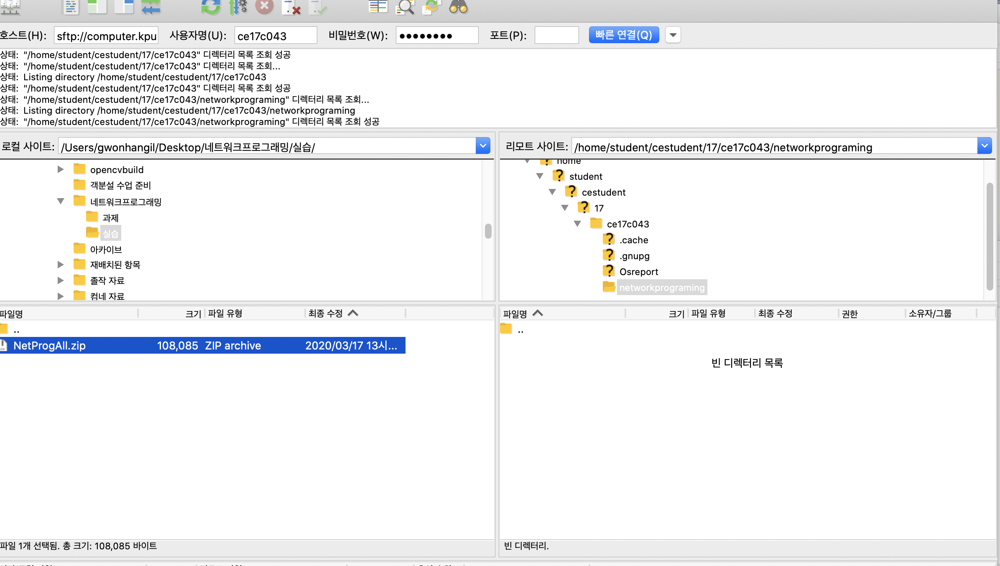 호스트(H): sftp://computer.kpu 사용자명(U): ce17c043 비밀번호(W): ●●●●●●●● 포트(P): 빠른 연결(Q)
상태: "/home/student/cestudent/17/ce17c043" 디렉터리 목록 조회 성공
상태: "/home/student/cestudent/17/ce17c043" 디렉터리 목록 조회...
상태: Listing directory /home/student/cestudent/17/ce17c043
상태: "/home/student/cestudent/17/ce17c043" 디렉터리 목록 조회 성공
상태: "/home/student/cestudent/17/ce17c043/networkprograming" 디렉터리 목록 조회...
상태: Listing directory /home/student/cestudent/17/ce17c043/networkprograming
상태: "/home/student/cestudent/17/ce17c043/networkprograming" 디렉터리 목록 조회 성공
로컬 사이트: /Users/gwonhangil/Desktop/네트워크프로그래밍/실습/
opencvbuild
객분설 수업 준비
네트워크프로그래밍
과제
실습
아카이브
재배치된 항목
졸작 자료
컴네 자료
파일명 크기 파일 유형 최종 수정
..
NetProgAll.zip 108,085 ZIP archive 2020/03/17 13시...
파일 1개 선택됨. 총 크기: 108,085 바이트
리모트 사이트: /home/student/cestudent/17/ce17c043/networkprograming
home
student
cestudent
17
ce17c043
.cache
.gnupg
Osreport
networkprograming
파일명 크기 파일 유형 최종 수정 권한 소유자/그룹
..
빈 디렉터리 목록
빈 디렉터리.